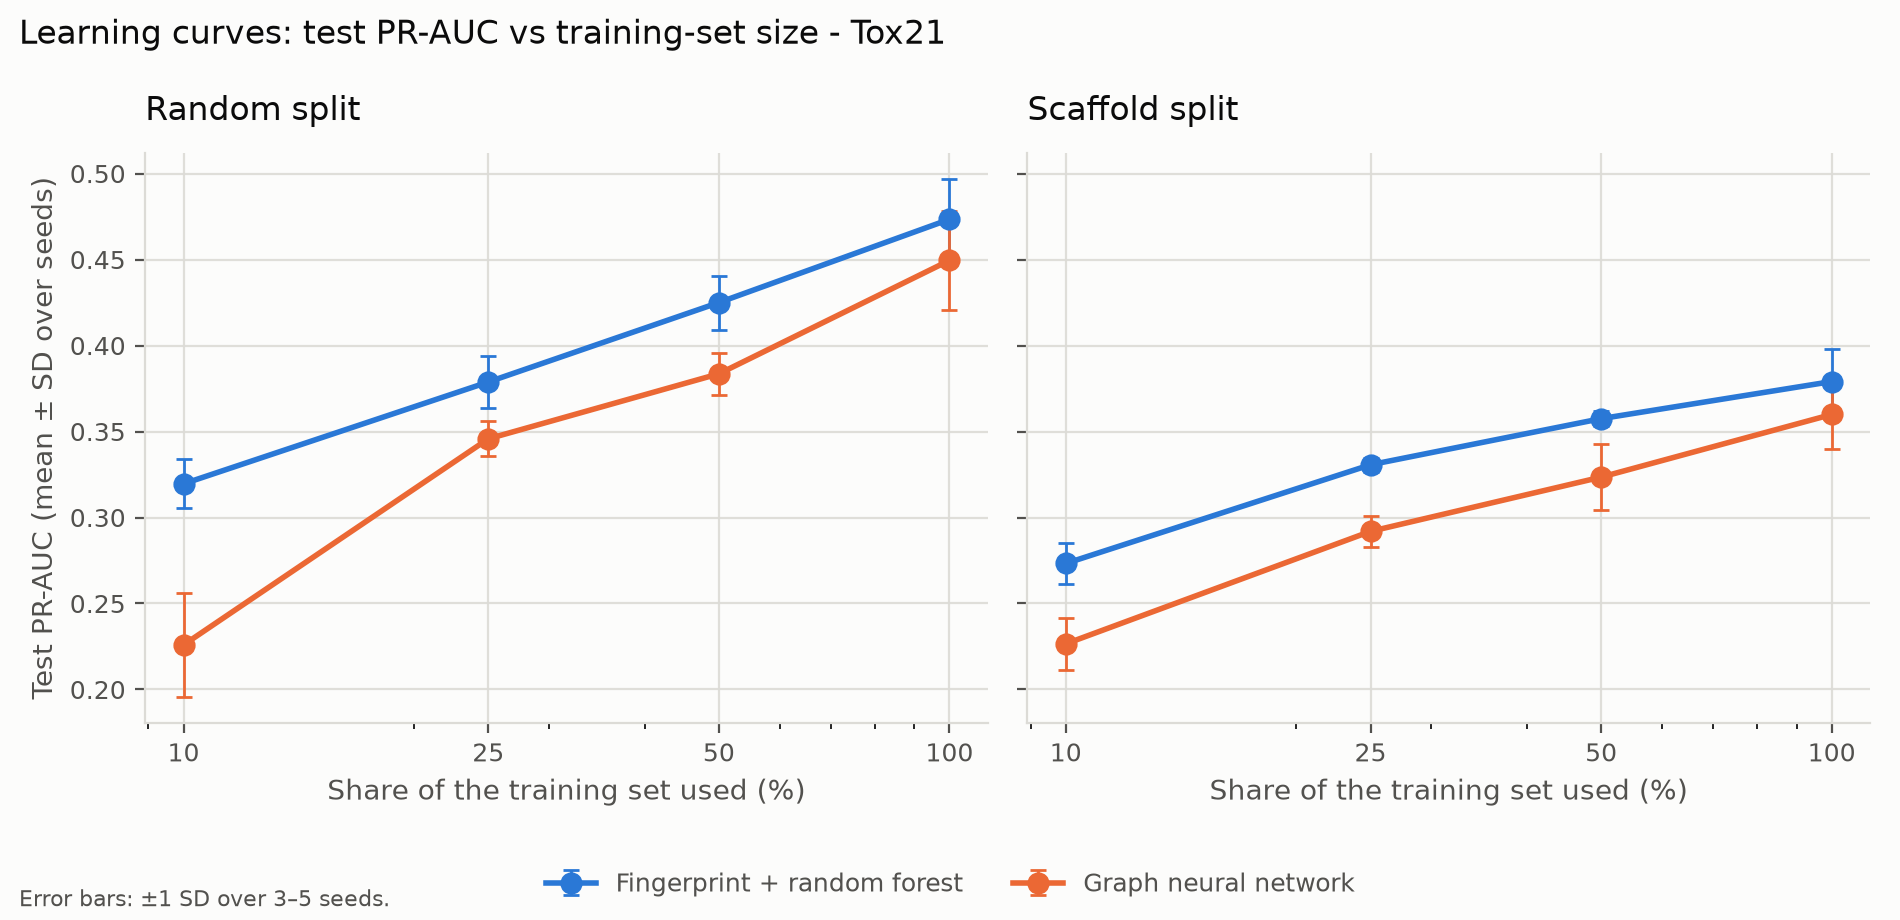 Learning curves: test PR-AUC vs training-set size - Tox21
Random split
Scaffold split
Test PR-AUC (mean ± SD over seeds)
0.50
0.45
0.40
0.35
0.30
0.25
0.20
10 25 50 100
10 25 50 100
Share of the training set used (%)
Share of the training set used (%)
Fingerprint + random forest
Graph neural network
Error bars: ±1 SD over 3–5 seeds.